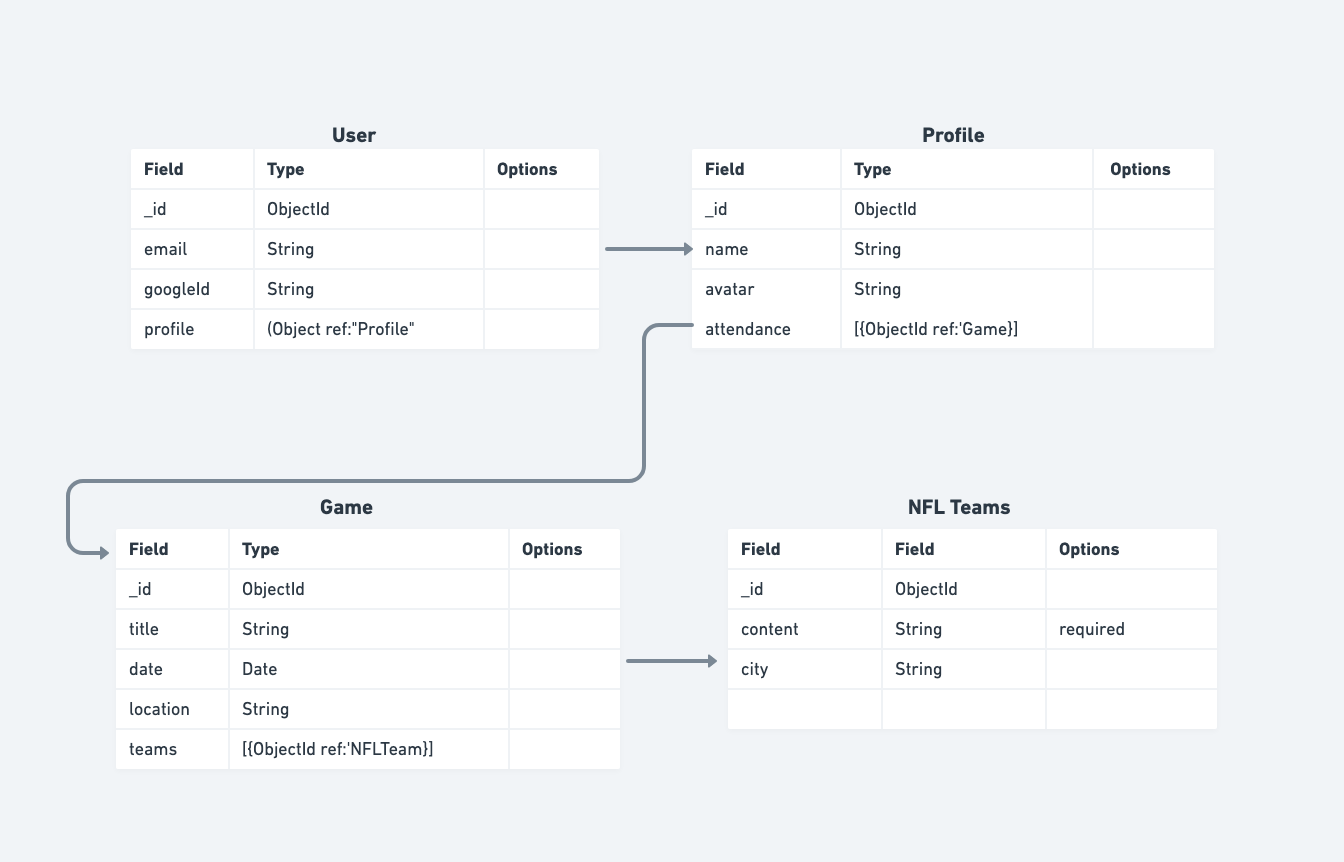 User
Field Type Options
_id ObjectId
email String
googleId String
profile (Object ref:"Profile"
Profile
Field Type Options
_id ObjectId
name String
avatar String
attendance [{ObjectId ref:'Game}]
Game
Field Type Options
_id ObjectId
title String
date Date
location String
teams [{ObjectId ref:'NFLTeam}]
NFL Teams
Field Field Options
_id ObjectId
content String required
city String